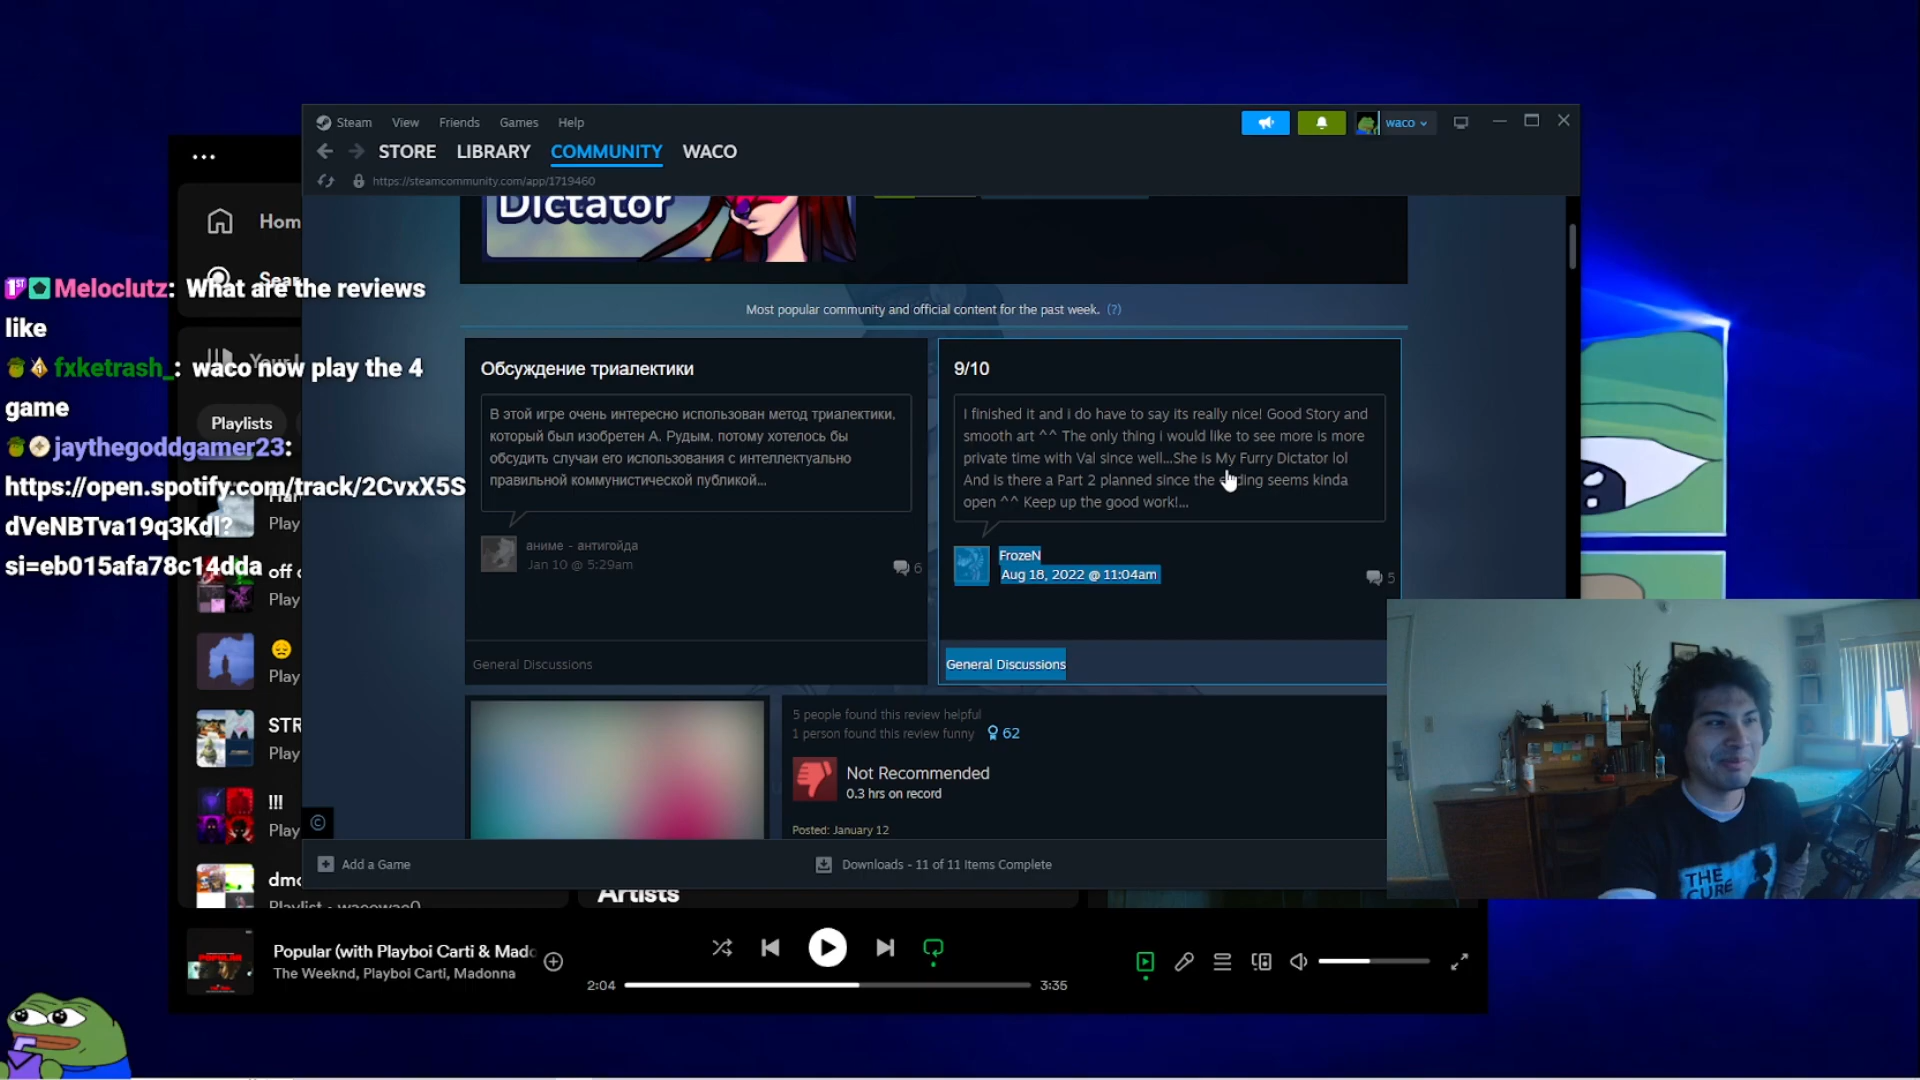 Steam View Friends Games Help
waco
STORE LIBRARY COMMUNITY WACO
https://steamcommunity.com/app/1719460
Dictator
Most popular community and official content for the past week. (?)
Обсуждение триалектики
В этой игре очень интересно использован метод триалектики,
который был изобретен А. Рудым. потому хотелось бы
обсудить случаи его использования с интеллектуально
правильной коммунистической публикой...
аниме - антигойда
Jan 10 @ 5:29am
6
General Discussions
9/10
I finished it and i do have to say its really nice! Good Story and
smooth art ^^ The only thing i would like to see more is more
private time with Val since well...She is My Furry Dictator lol
And is there a Part 2 planned since the ending seems kinda
open ^^ Keep up the good work!...
FrozeN
Aug 18, 2022 @ 11:04am
5
General Discussions
5 people found this review helpful
1 person found this review funny
62
Not Recommended
0.3 hrs on record
Posted: January 12
Add a Game
Downloads - 11 of 11 Items Complete
1ST Meloclutz: What are the reviews
like
fxketrash_: waco now play the 4
game
jaythegoddgamer23:
https://open.spotify.com/track/2CvxX5S
dVeNBTva19q3Kdl?
si=eb015afa78c14dda
Hom
Sear
Your L
Playlists
Play
off c
Play
Play
STR
Play
!!!
Play
dmc
Playlist - wacowac0
Artists
Popular (with Playboi Carti & Mado
The Weeknd, Playboi Carti, Madonna
2:04
3:35
THE
CURE